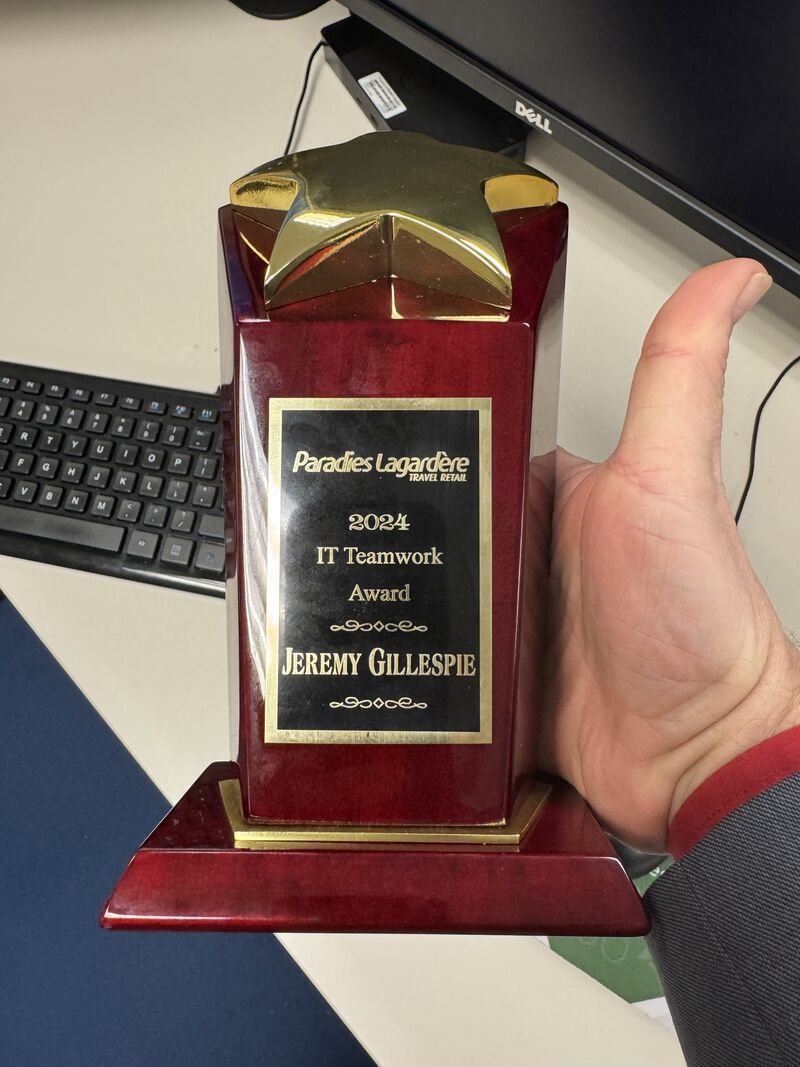 DELL
Paradies Lagardère
TRAVEL RETAIL
2024
IT Teamwork
Award
JEREMY GILLESPIE
E R T Y U I O P
F G H J K L
C V B N M